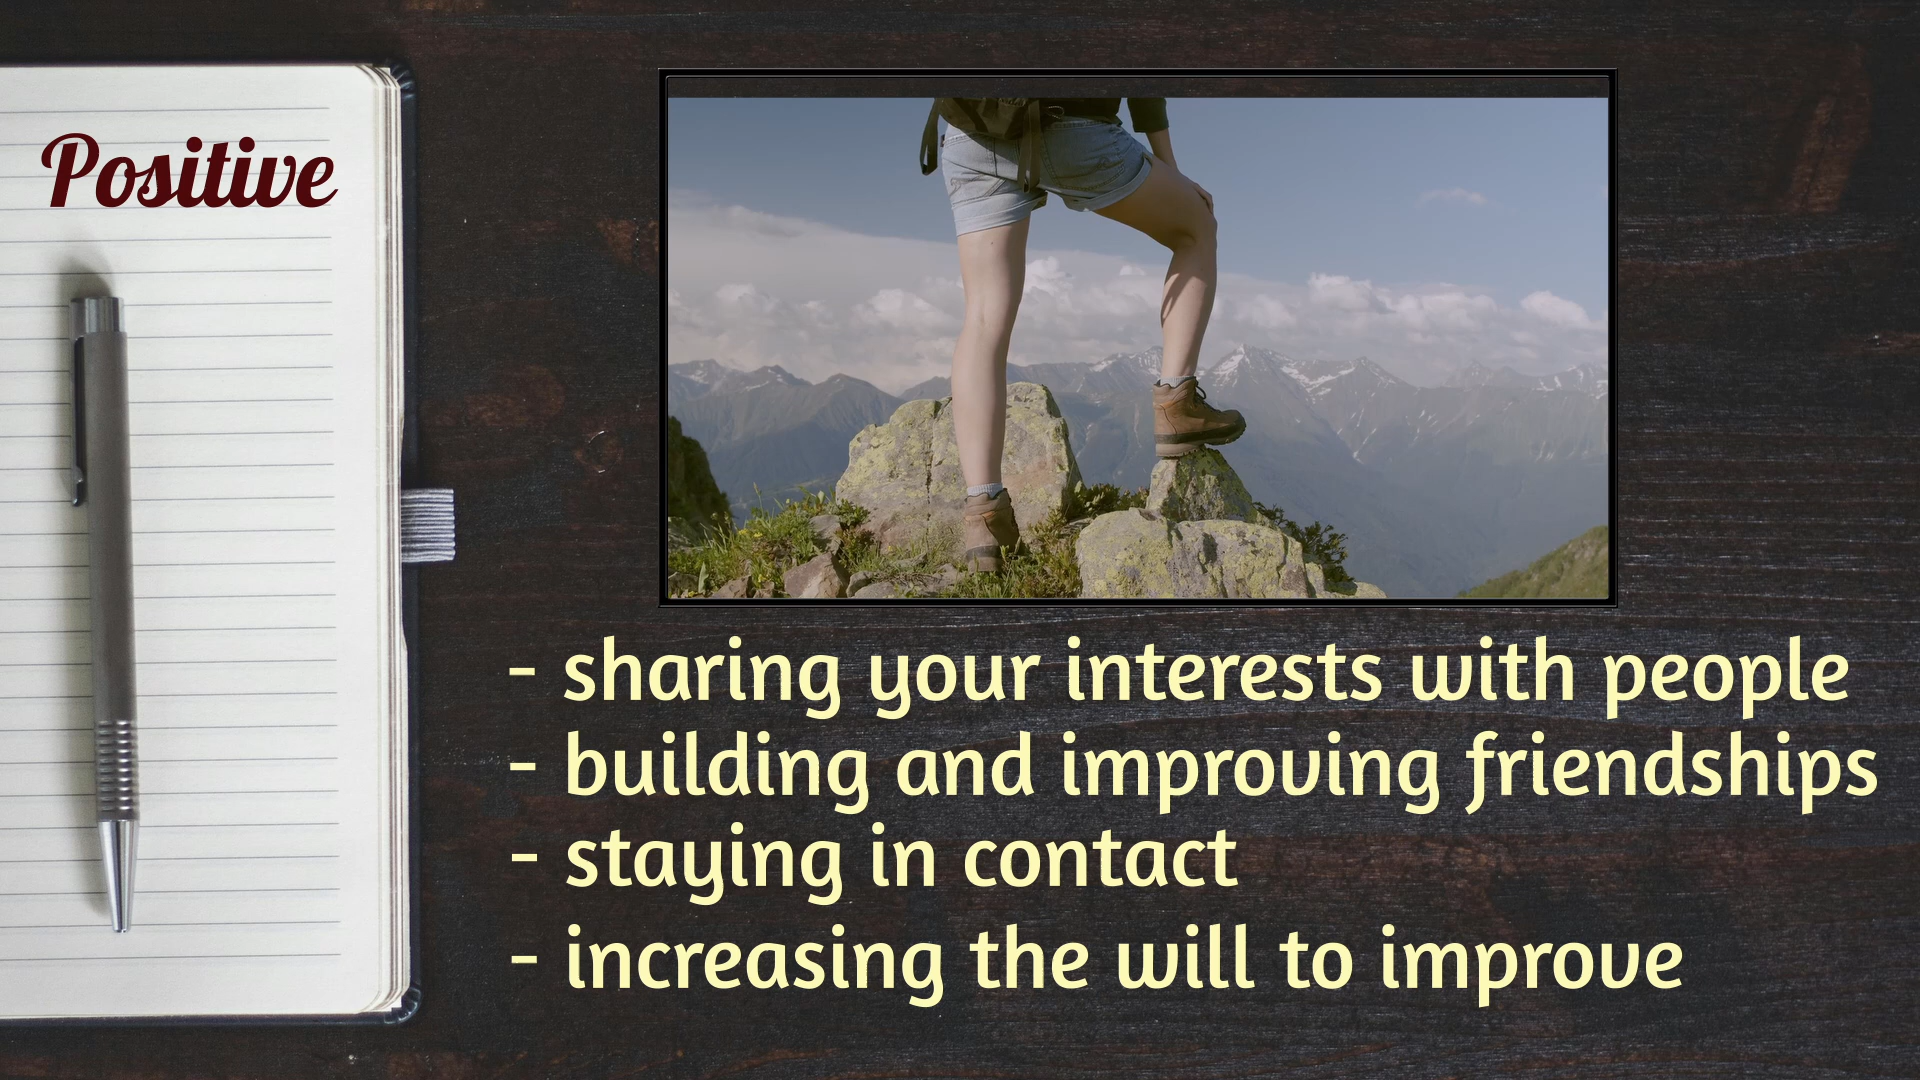 Positive
- sharing your interests with people
- building and improving friendships
- staying in contact
- increasing the will to improve